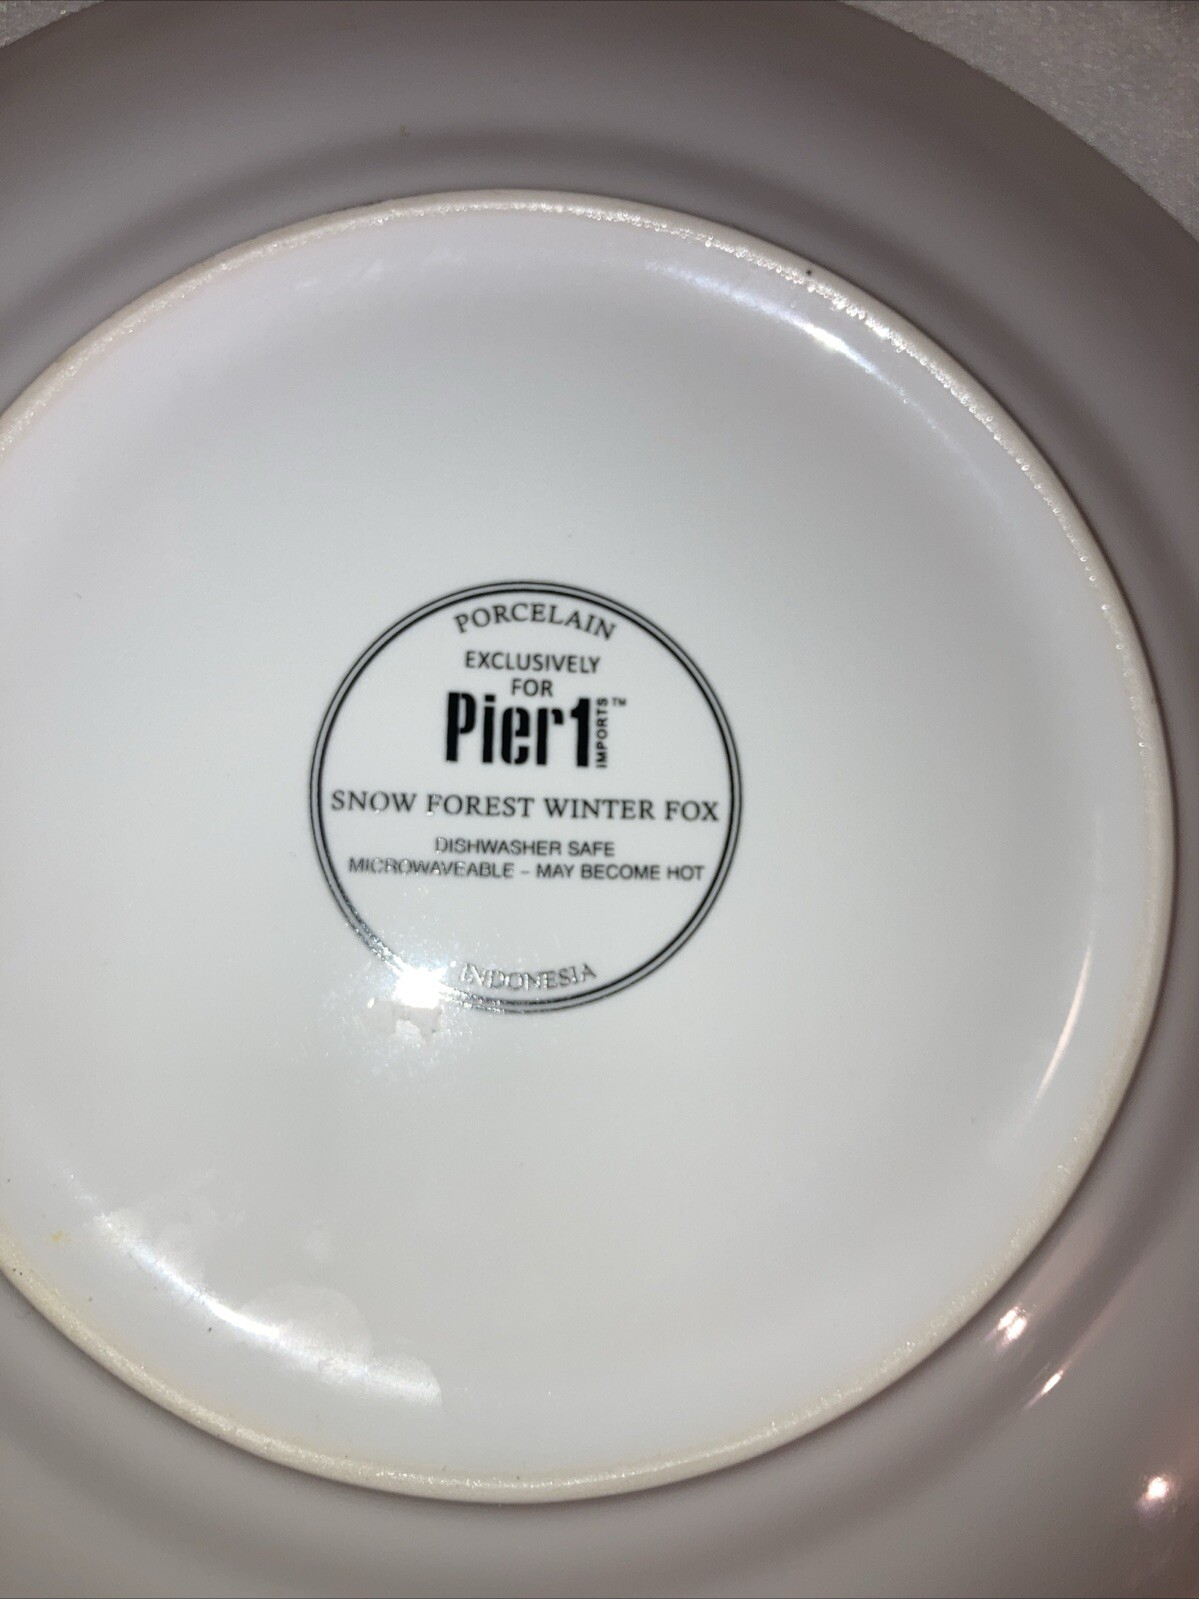 PORCELAIN
EXCLUSIVELY
FOR
Pier1 IMPORTS™
SNOW FOREST WINTER FOX
DISHWASHER SAFE
MICROWAVEABLE – MAY BECOME HOT
INDONESIA